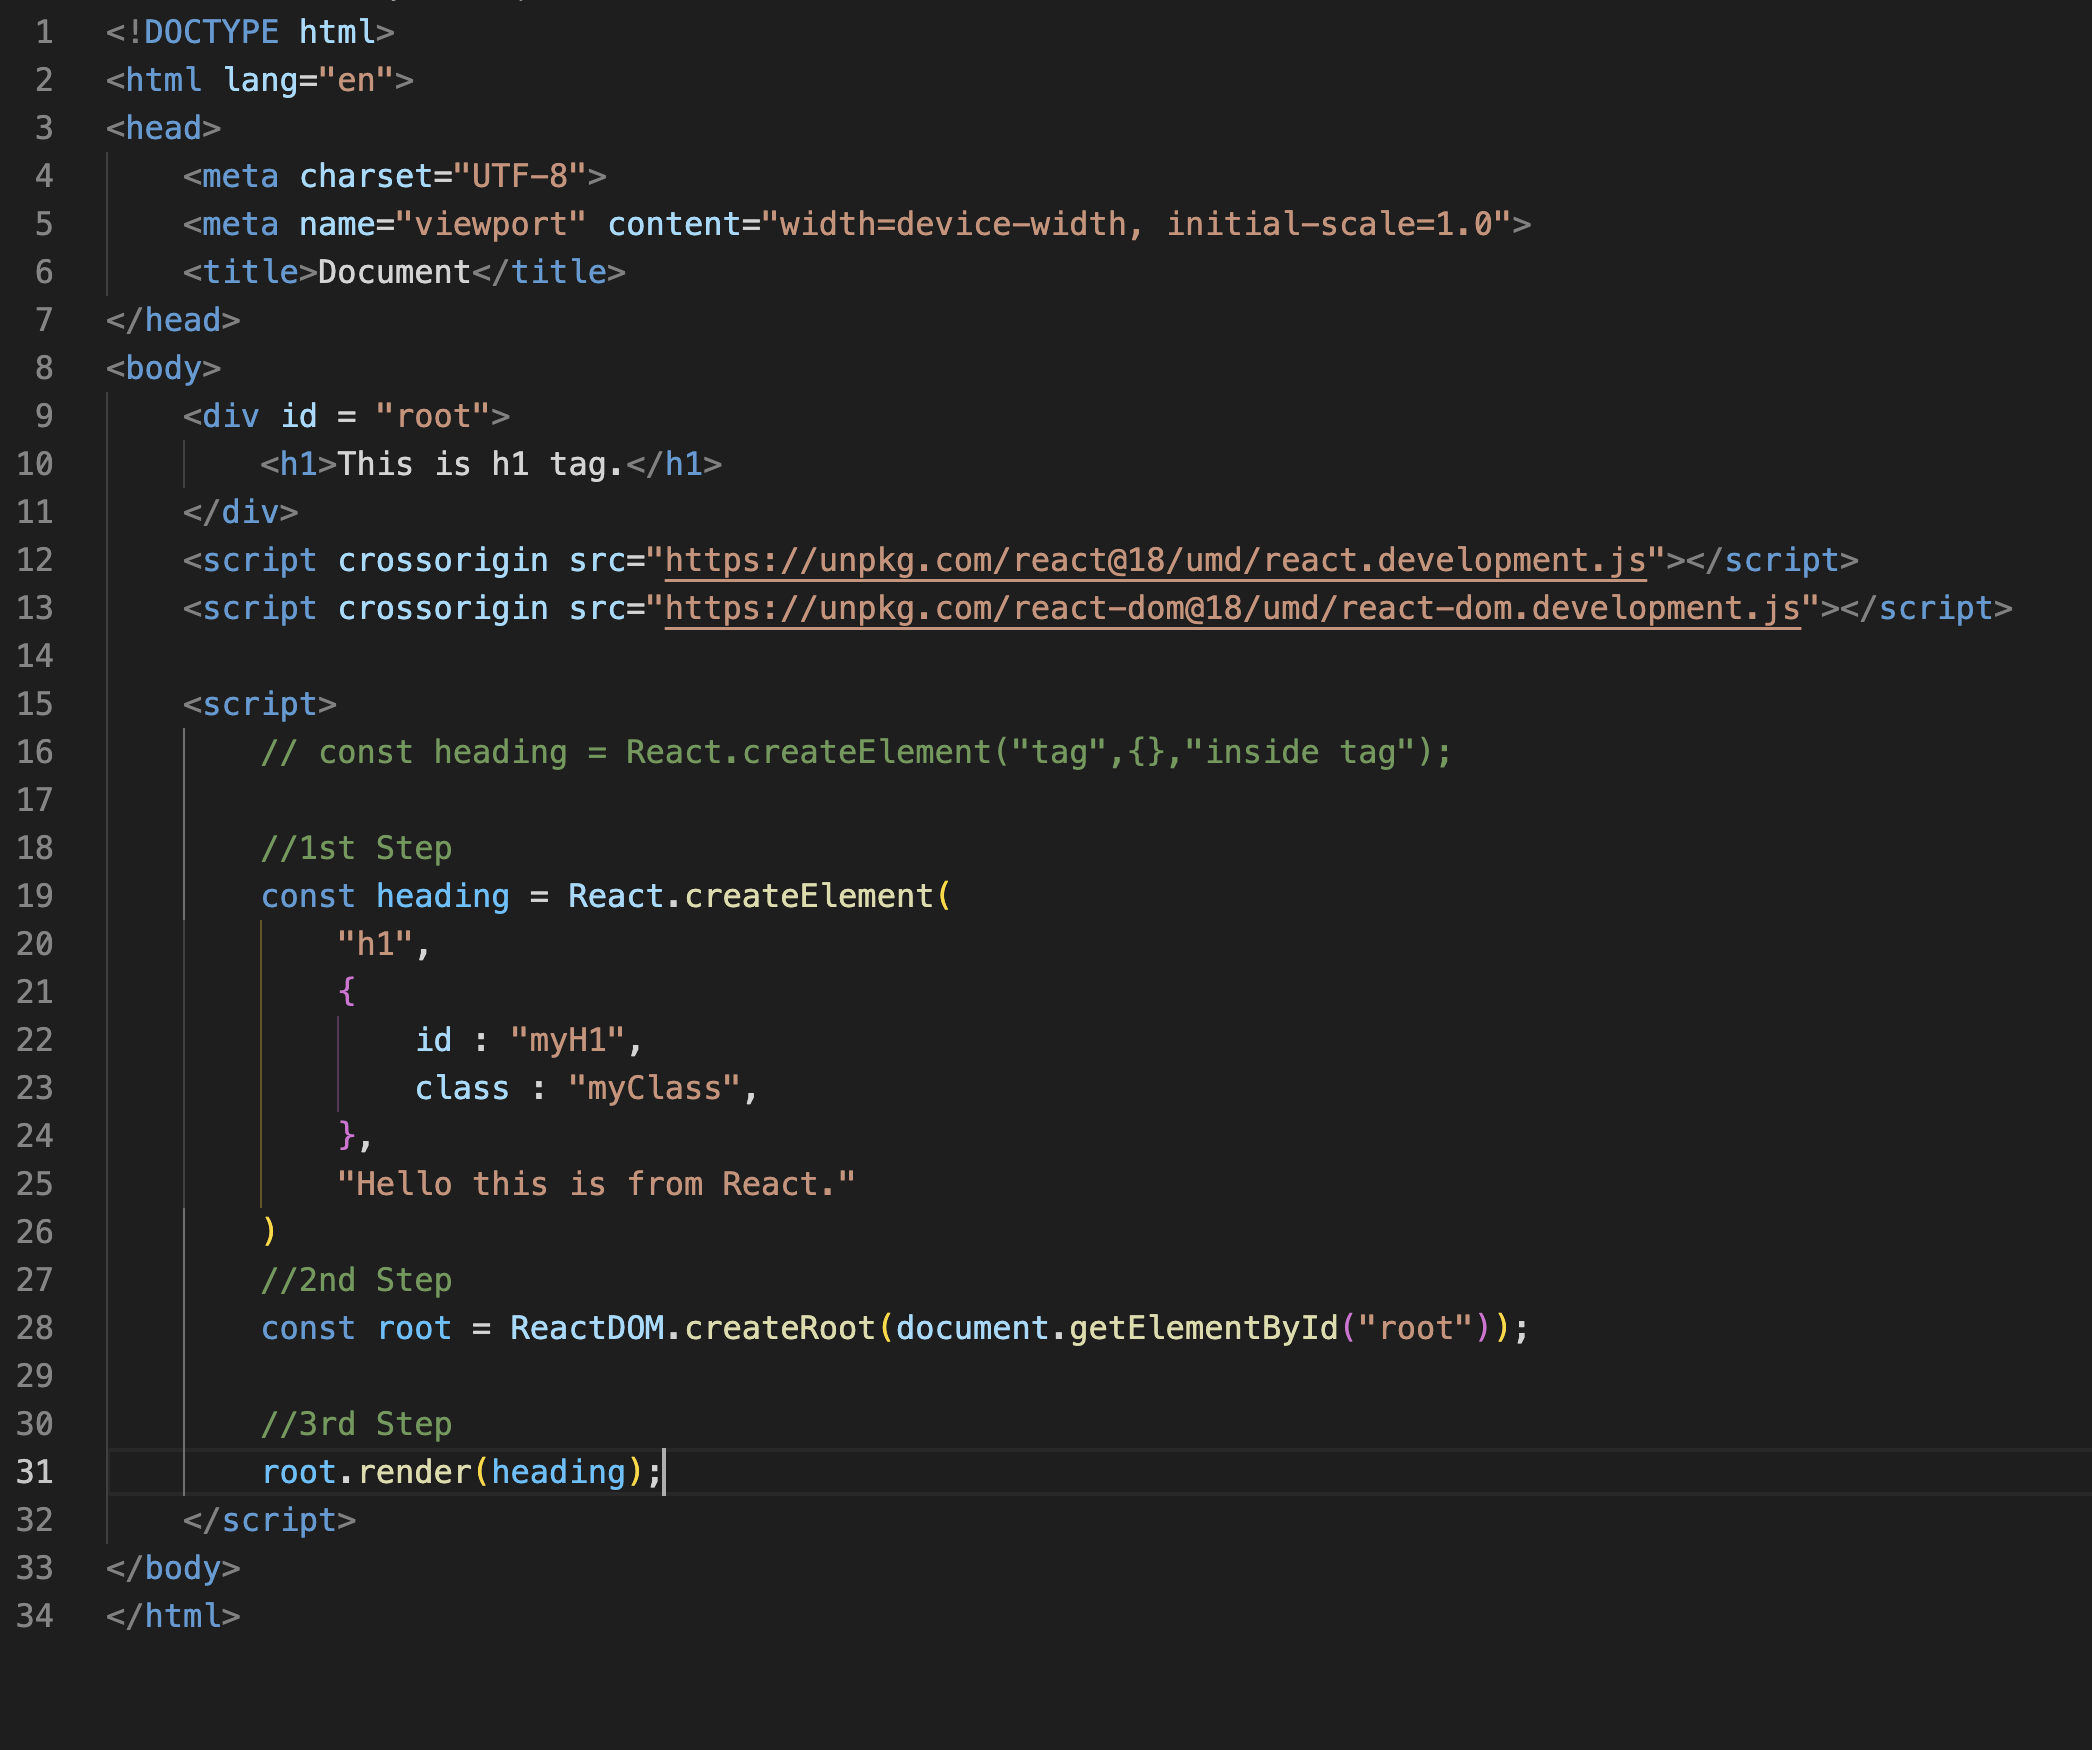 1 <!DOCTYPE html>
2 <html lang="en">
3 <head>
4     <meta charset="UTF-8">
5     <meta name="viewport" content="width=device-width, initial-scale=1.0">
6     <title>Document</title>
7 </head>
8 <body>
9     <div id = "root">
10         <h1>This is h1 tag.</h1>
11     </div>
12     <script crossorigin src="https://unpkg.com/react@18/umd/react.development.js"></script>
13     <script crossorigin src="https://unpkg.com/react-dom@18/umd/react-dom.development.js"></script>
14
15     <script>
16         // const heading = React.createElement("tag",{},"inside tag");
17
18         //1st Step
19         const heading = React.createElement(
20             "h1",
21             {
22                 id : "myH1",
23                 class : "myClass",
24             },
25             "Hello this is from React."
26         )
27         //2nd Step
28         const root = ReactDOM.createRoot(document.getElementById("root"));
29
30         //3rd Step
31         root.render(heading);
32     </script>
33 </body>
34 </html>